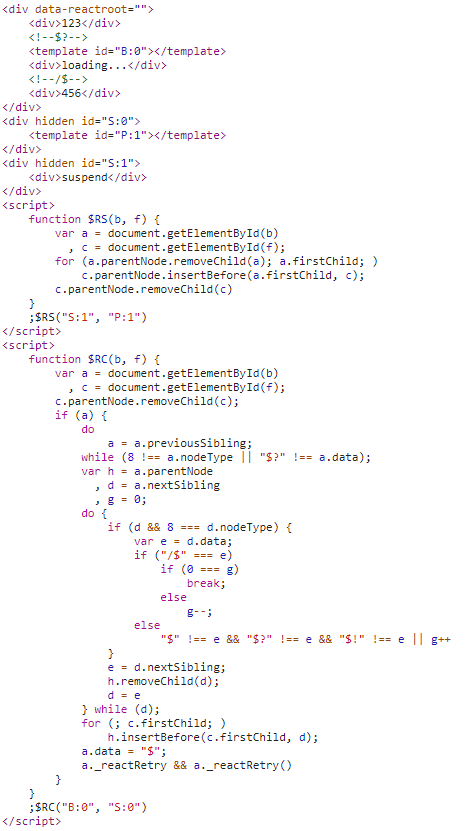 <div data-reactroot="">
    <div>123</div>
    <!--$?-->
    <template id="B:0"></template>
    <div>loading...</div>
    <!--/$-->
    <div>456</div>
</div>
<div hidden id="S:0">
    <template id="P:1"></template>
</div>
<div hidden id="S:1">
    <div>suspend</div>
</div>
<script>
    function $RS(b, f) {
        var a = document.getElementById(b)
          , c = document.getElementById(f);
        for (a.parentNode.removeChild(a); a.firstChild; )
            c.parentNode.insertBefore(a.firstChild, c);
        c.parentNode.removeChild(c)
    }
    ;$RS("S:1", "P:1")
</script>
<script>
    function $RC(b, f) {
        var a = document.getElementById(b)
          , c = document.getElementById(f);
        c.parentNode.removeChild(c);
        if (a) {
            do
                a = a.previousSibling;
            while (8 !== a.nodeType || "$?" !== a.data);
            var h = a.parentNode
              , d = a.nextSibling
              , g = 0;
            do {
                if (d && 8 === d.nodeType) {
                    var e = d.data;
                    if ("/$" === e)
                        if (0 === g)
                            break;
                        else
                            g--;
                    else
                        "$" !== e && "$?" !== e && "$!" !== e || g++
                }
                e = d.nextSibling;
                h.removeChild(d);
                d = e
            } while (d);
            for (; c.firstChild; )
                h.insertBefore(c.firstChild, d);
            a.data = "$";
            a._reactRetry && a._reactRetry()
        }
    }
    ;$RC("B:0", "S:0")
</script>